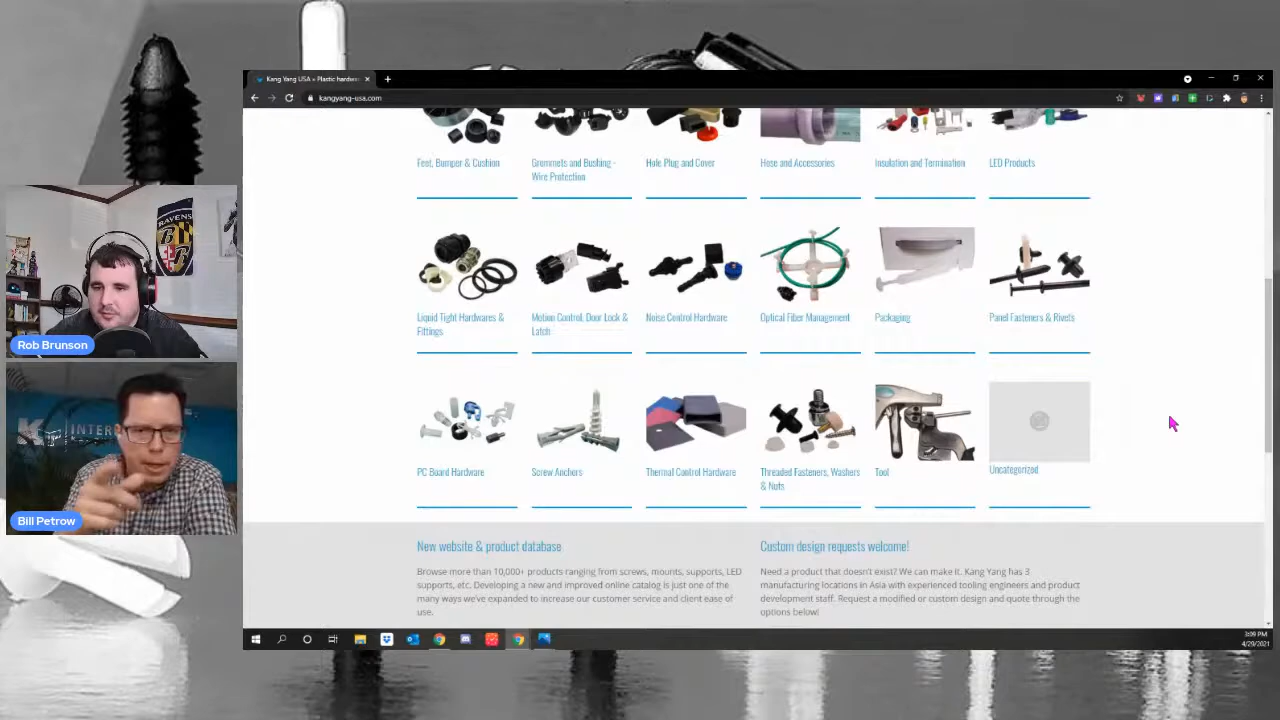 Kang Yang USA » Plastic hardw
kangyang-usa.com
Feet, Bumper & Cushion
Grommets and Bushing -
Wire Protection
Hole Plug and Cover
Hose and Accessories
Insulation and Termination
LED Products
Liquid Tight Hardwares &
Fittings
Motion Control, Door Lock &
Latch
Noise Control Hardware
Optical Fiber Management
Packaging
Panel Fasteners & Rivets
PC Board Hardware
Screw Anchors
Thermal Control Hardware
Threaded Fasteners, Washers
& Nuts
Tool
Uncategorized
New website & product database
Browse more than 10,000+ products ranging from screws, mounts, supports, LED
supports, etc. Developing a new and improved online catalog is just one of the
many ways we've expanded to increase our customer service and client ease of
use.
Custom design requests welcome!
Need a product that doesn't exist? We can make it. Kang Yang has 3
manufacturing locations in Asia with experienced tooling engineers and product
development staff. Request a modified or custom design and quote through the
options below!
3:09 PM
4/29/2021
RAVENS
B
Rob Brunson
K
INTER
Bill Petrow